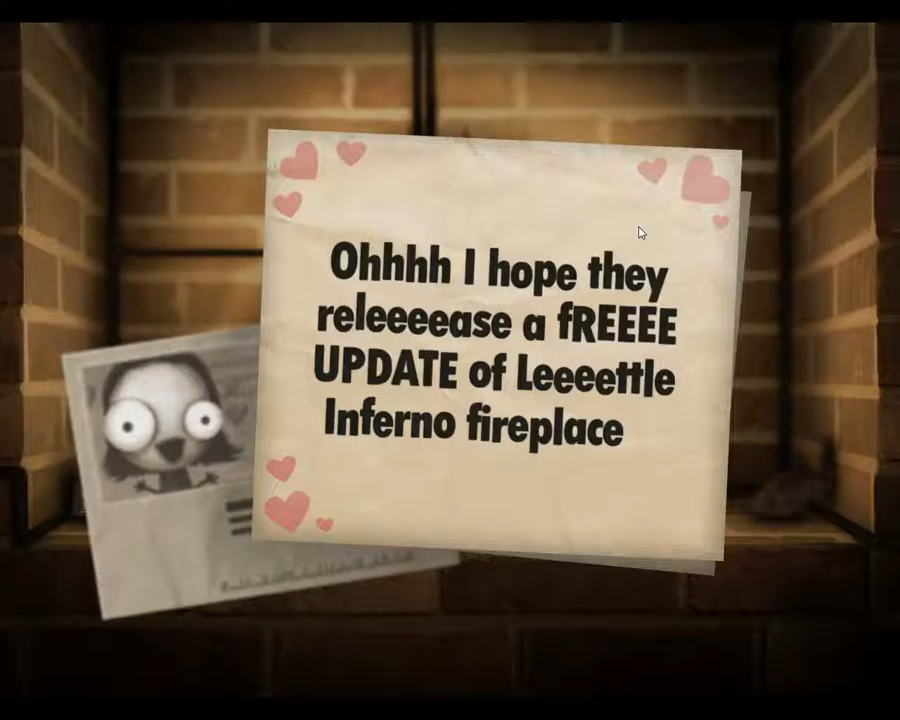 Ohhhh I hope they
releeeease a fREEEE
UPDATE of Leeeettle
Inferno fireplace